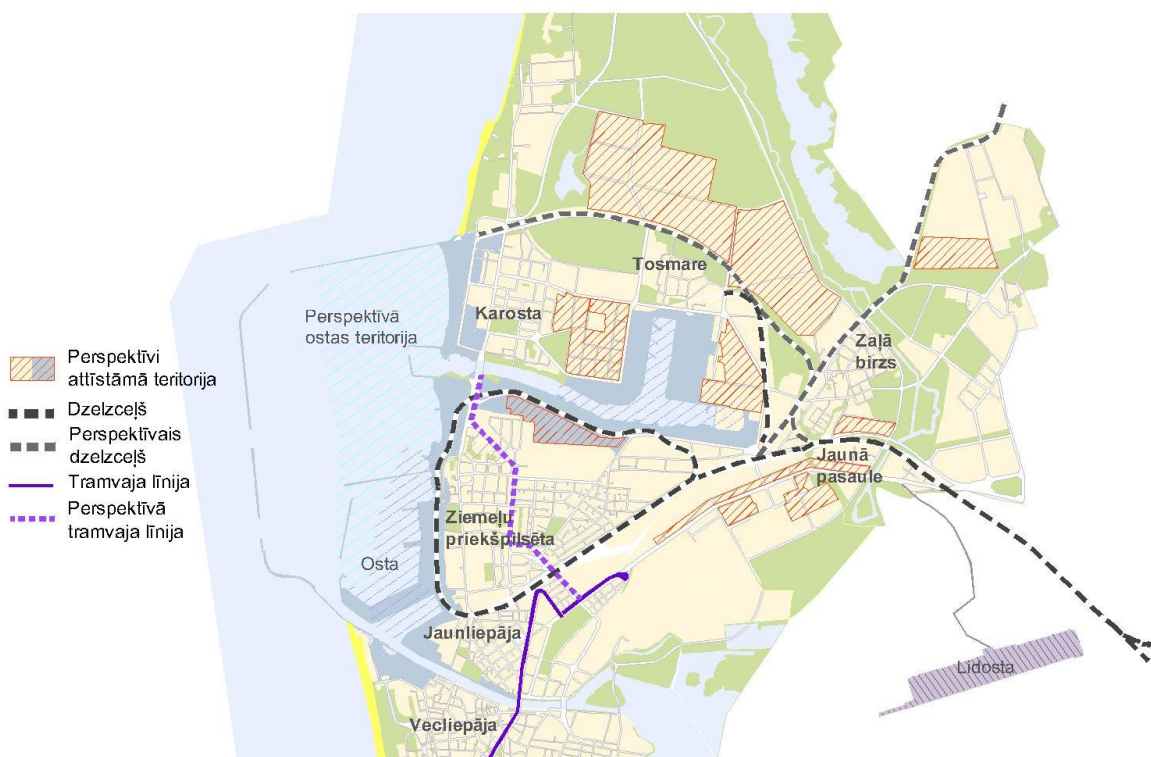 Perspektīvi
attīstāmā teritorija
Dzelzceļš
Perspektīvais
dzelzceļš
Tramvaja līnija
Perspektīvā
tramvaja līnija
Tosmare
Karosta
Perspektīvā
ostas teritorija
Zaļā
birzs
Jaunā
pasaule
Ziemeļu
priekšpilsēta
Osta
Jaunliepāja
Lidosta
Vecliepāja